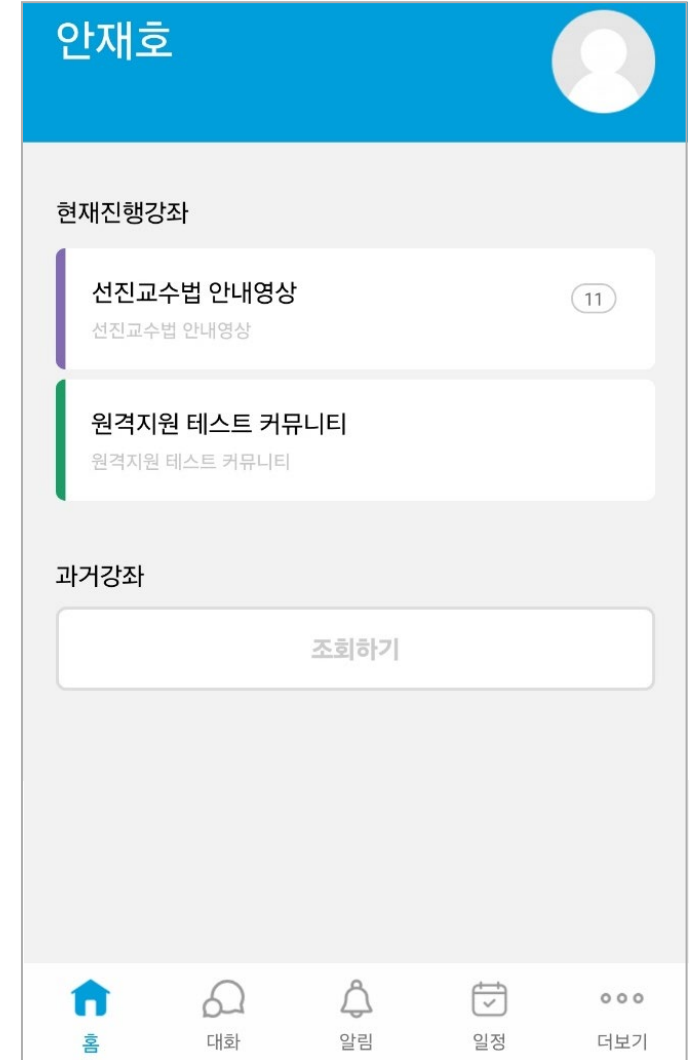 안재호
현재진행강좌
선진교수법 안내영상
11
선진교수법 안내영상
원격지원 테스트 커뮤니티
원격지원 테스트 커뮤니티
과거강좌
조회하기
홈
대화
알림
일정
더보기